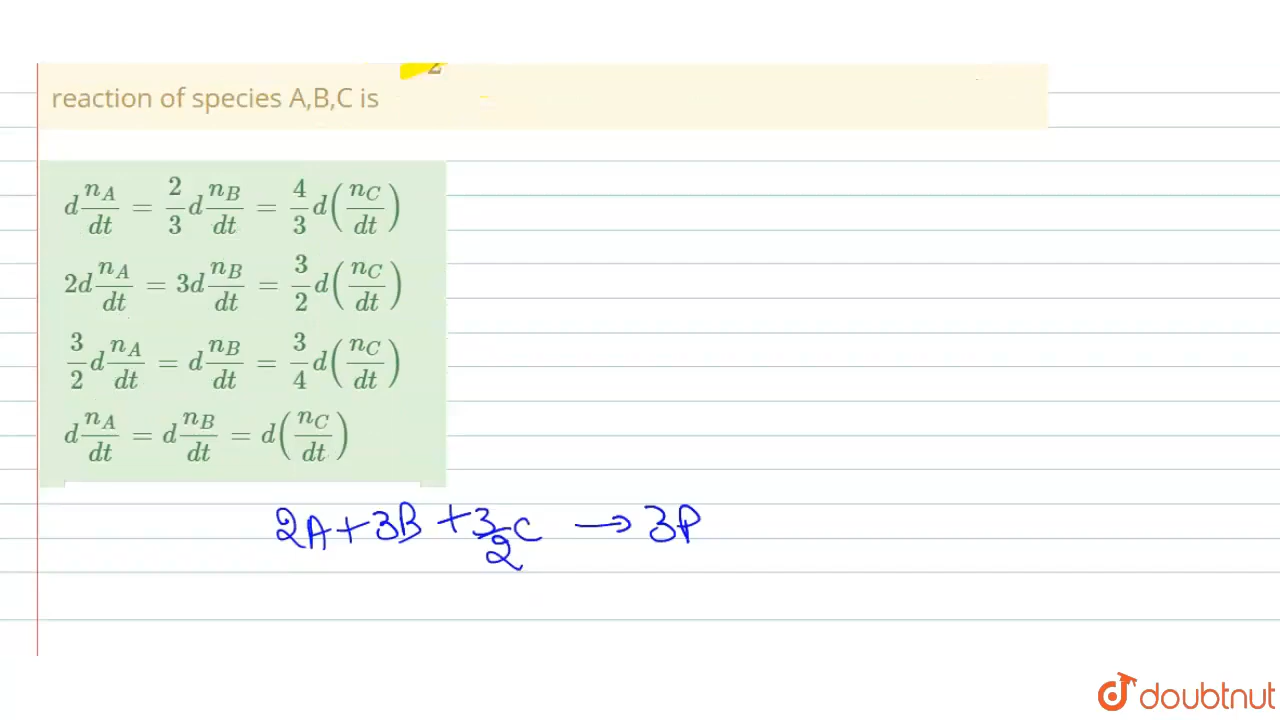 2
reaction of species A,B,C is
d n_A/dt = 2/3 d n_B/dt = 4/3 d(n_C/dt)
2d n_A/dt = 3d n_B/dt = 3/2 d(n_C/dt)
3/2 d n_A/dt = d n_B/dt = 3/4 d(n_C/dt)
d n_A/dt = d n_B/dt = d(n_C/dt)
2A+3B+3/2C → 3P
doubtnut